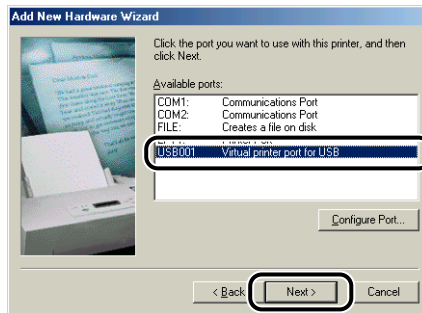 Add New Hardware Wizard
Click the port you want to use with this printer, and then
click Next.
Available ports:
COM1: Communications Port
COM2: Communications Port
FILE: Creates a file on disk
USB001 Virtual printer port for USB
Configure Port...
< Back
Next >
Cancel